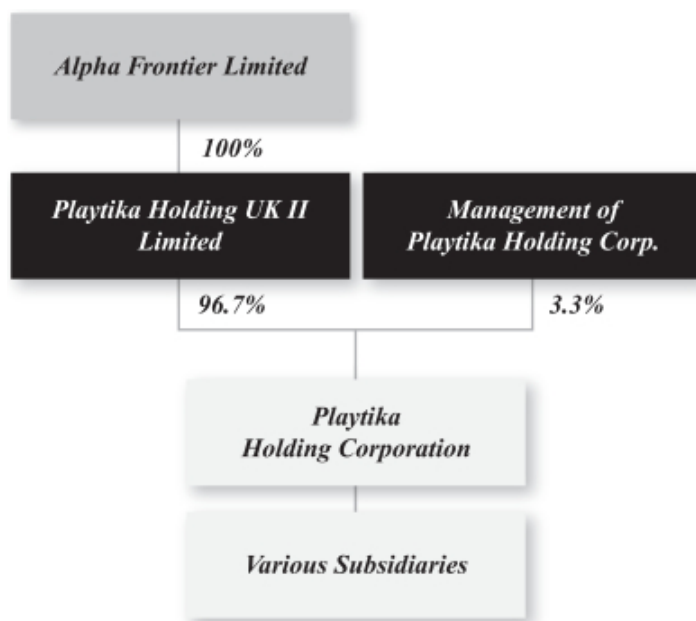 Alpha Frontier Limited
100%
Playtika Holding UK II
Limited
Management of
Playtika Holding Corp.
96.7%
3.3%
Playtika
Holding Corporation
Various Subsidiaries